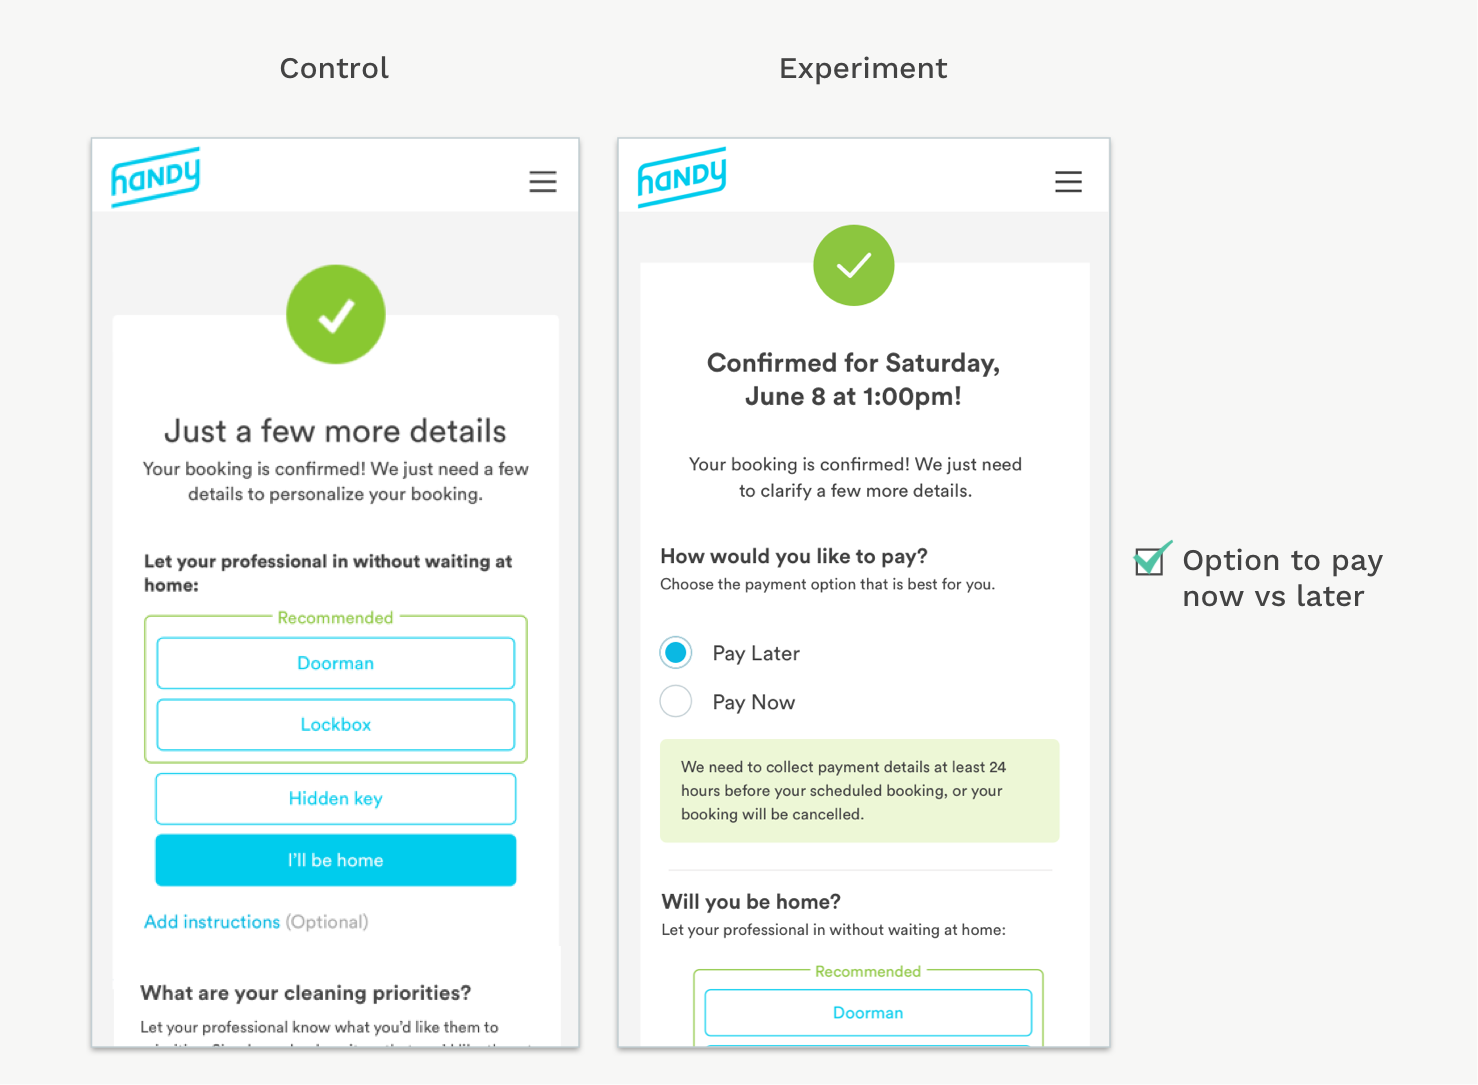 Control
Experiment
handy
Just a few more details
Your booking is confirmed! We just need a few
details to personalize your booking.
Let your professional in without waiting at
home:
Recommended
Doorman
Lockbox
Hidden key
I'll be home
Add instructions (Optional)
What are your cleaning priorities?
Let your professional know what you'd like them to
handy
Confirmed for Saturday,
June 8 at 1:00pm!
Your booking is confirmed! We just need
to clarify a few more details.
How would you like to pay?
Choose the payment option that is best for you.
Pay Later
Pay Now
We need to collect payment details at least 24
hours before your scheduled booking, or your
booking will be cancelled.
Will you be home?
Let your professional in without waiting at home:
Recommended
Doorman
Option to pay
now vs later